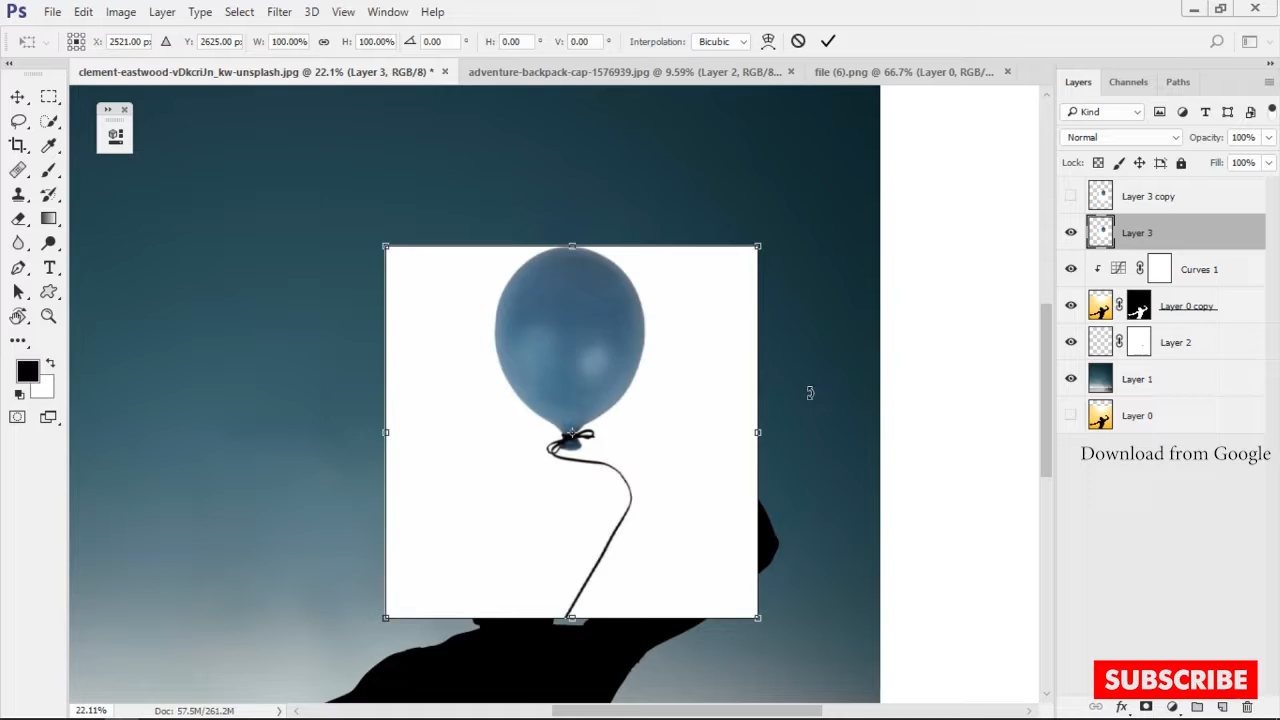 Ps File Edit Image Layer Type Select Filter 3D View Window Help
X: 2521.00 px Y: 2625.00 px W: 100.00% H: 100.00% 0.00 ° H: 0.00 ° V: 0.00 ° Interpolation: Bicubic
clement-eastwood-vDkcriJn_kw-unsplash.jpg @ 22.1% (Layer 3, RGB/8) * adventure-backpack-cap-1576939.jpg @ 9.59% (Layer 2, RGB/8... file (6).png @ 66.7% (Layer 0, RGB/...
Layers Channels Paths
Kind
Normal Opacity: 100%
Lock: Fill: 100%
Layer 3 copy
Layer 3
Curves 1
Layer 0 copy
Layer 2
Layer 1
Layer 0
Download from Google
SUBSCRIBE
22.11% Doc: 57.5M/261.2M